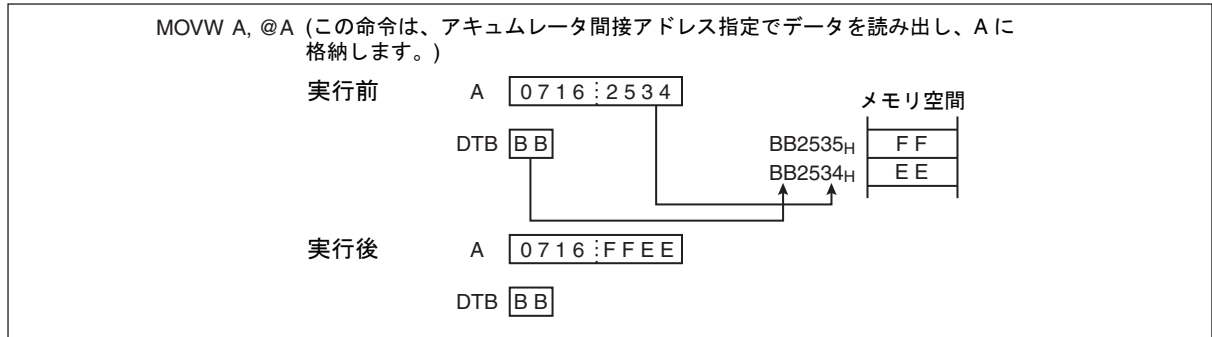 MOVW A, @A (この命令は、アキュムレータ間接アドレス指定でデータを読み出し、A に
格納します。)
実行前 A 0716 2534
メモリ空間
DTB BB
BB2535H FF
BB2534H EE
実行後 A 0716 FFEE
DTB BB